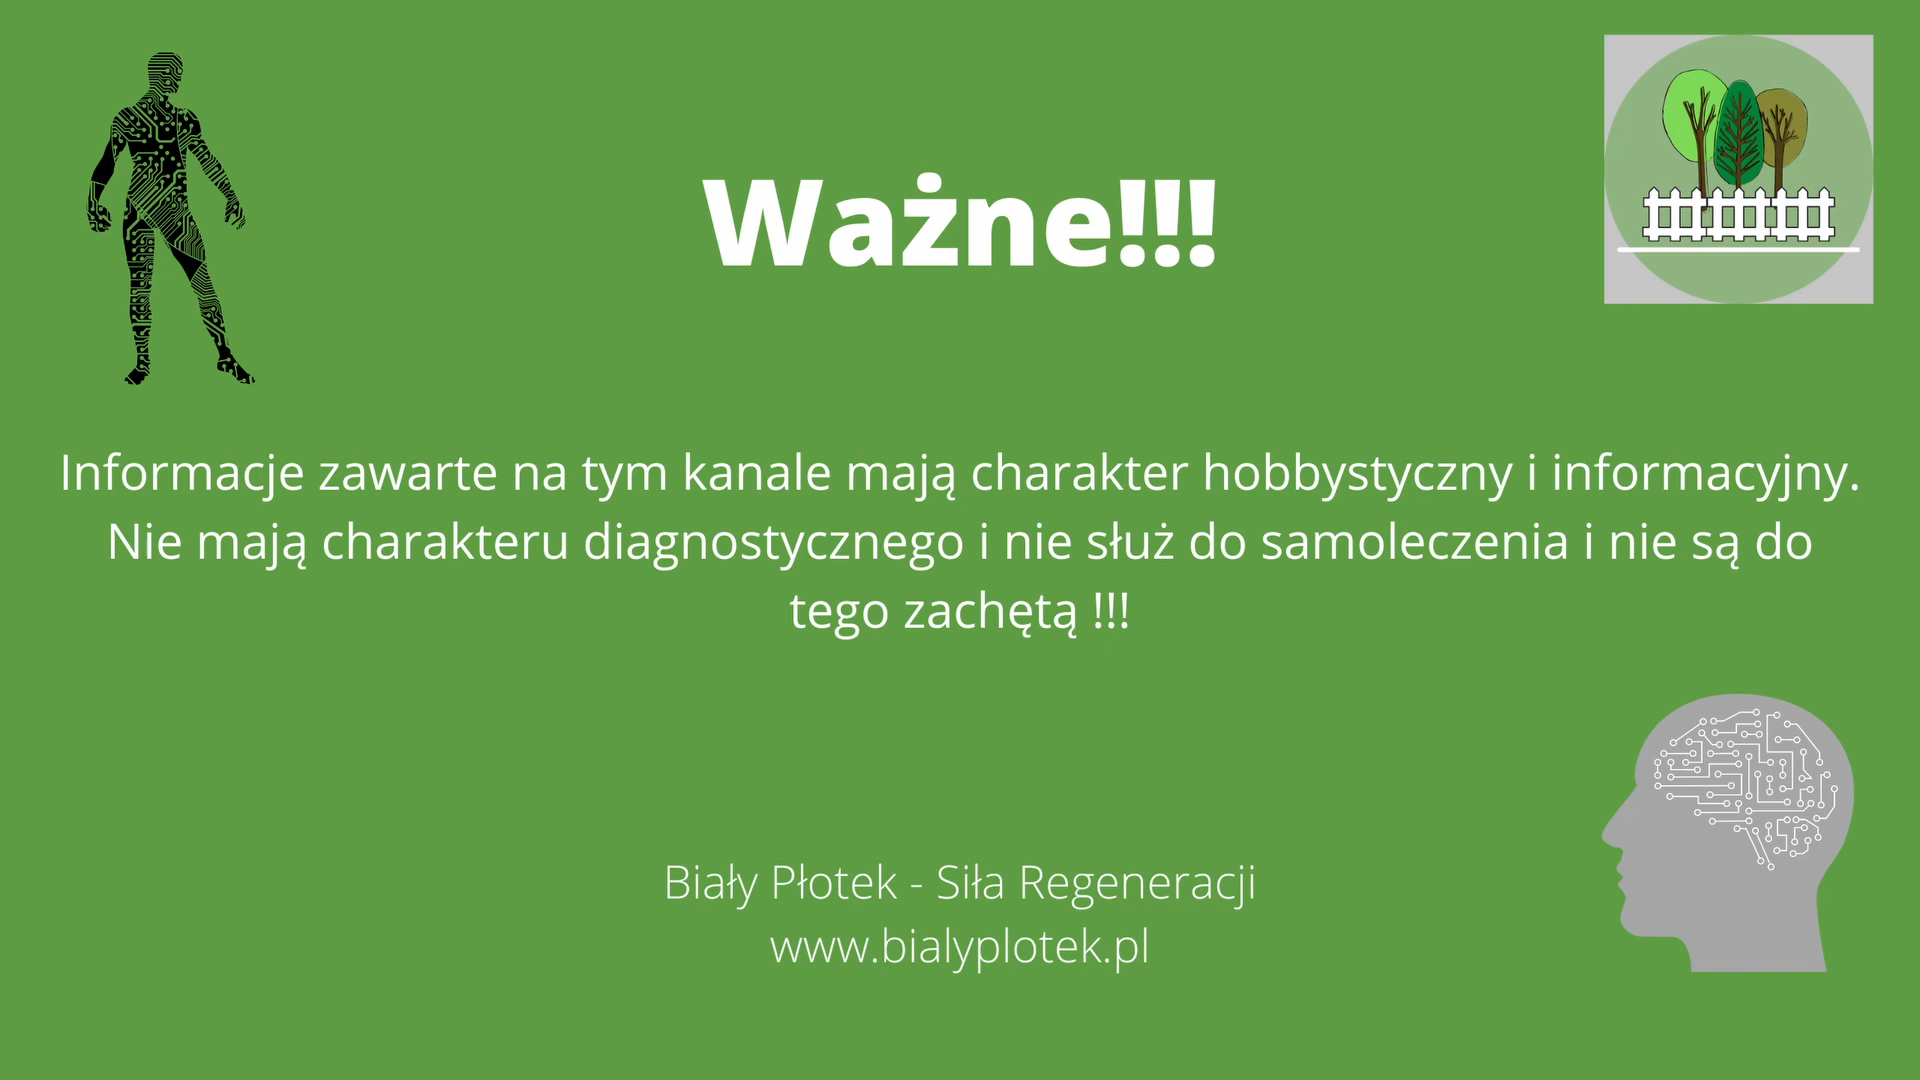 Ważne!!!
Informacje zawarte na tym kanale mają charakter hobbystyczny i informacyjny.
Nie mają charakteru diagnostycznego i nie służ do samoleczenia i nie są do
tego zachętą !!!
Biały Płotek - Siła Regeneracji
www.bialyplotek.pl